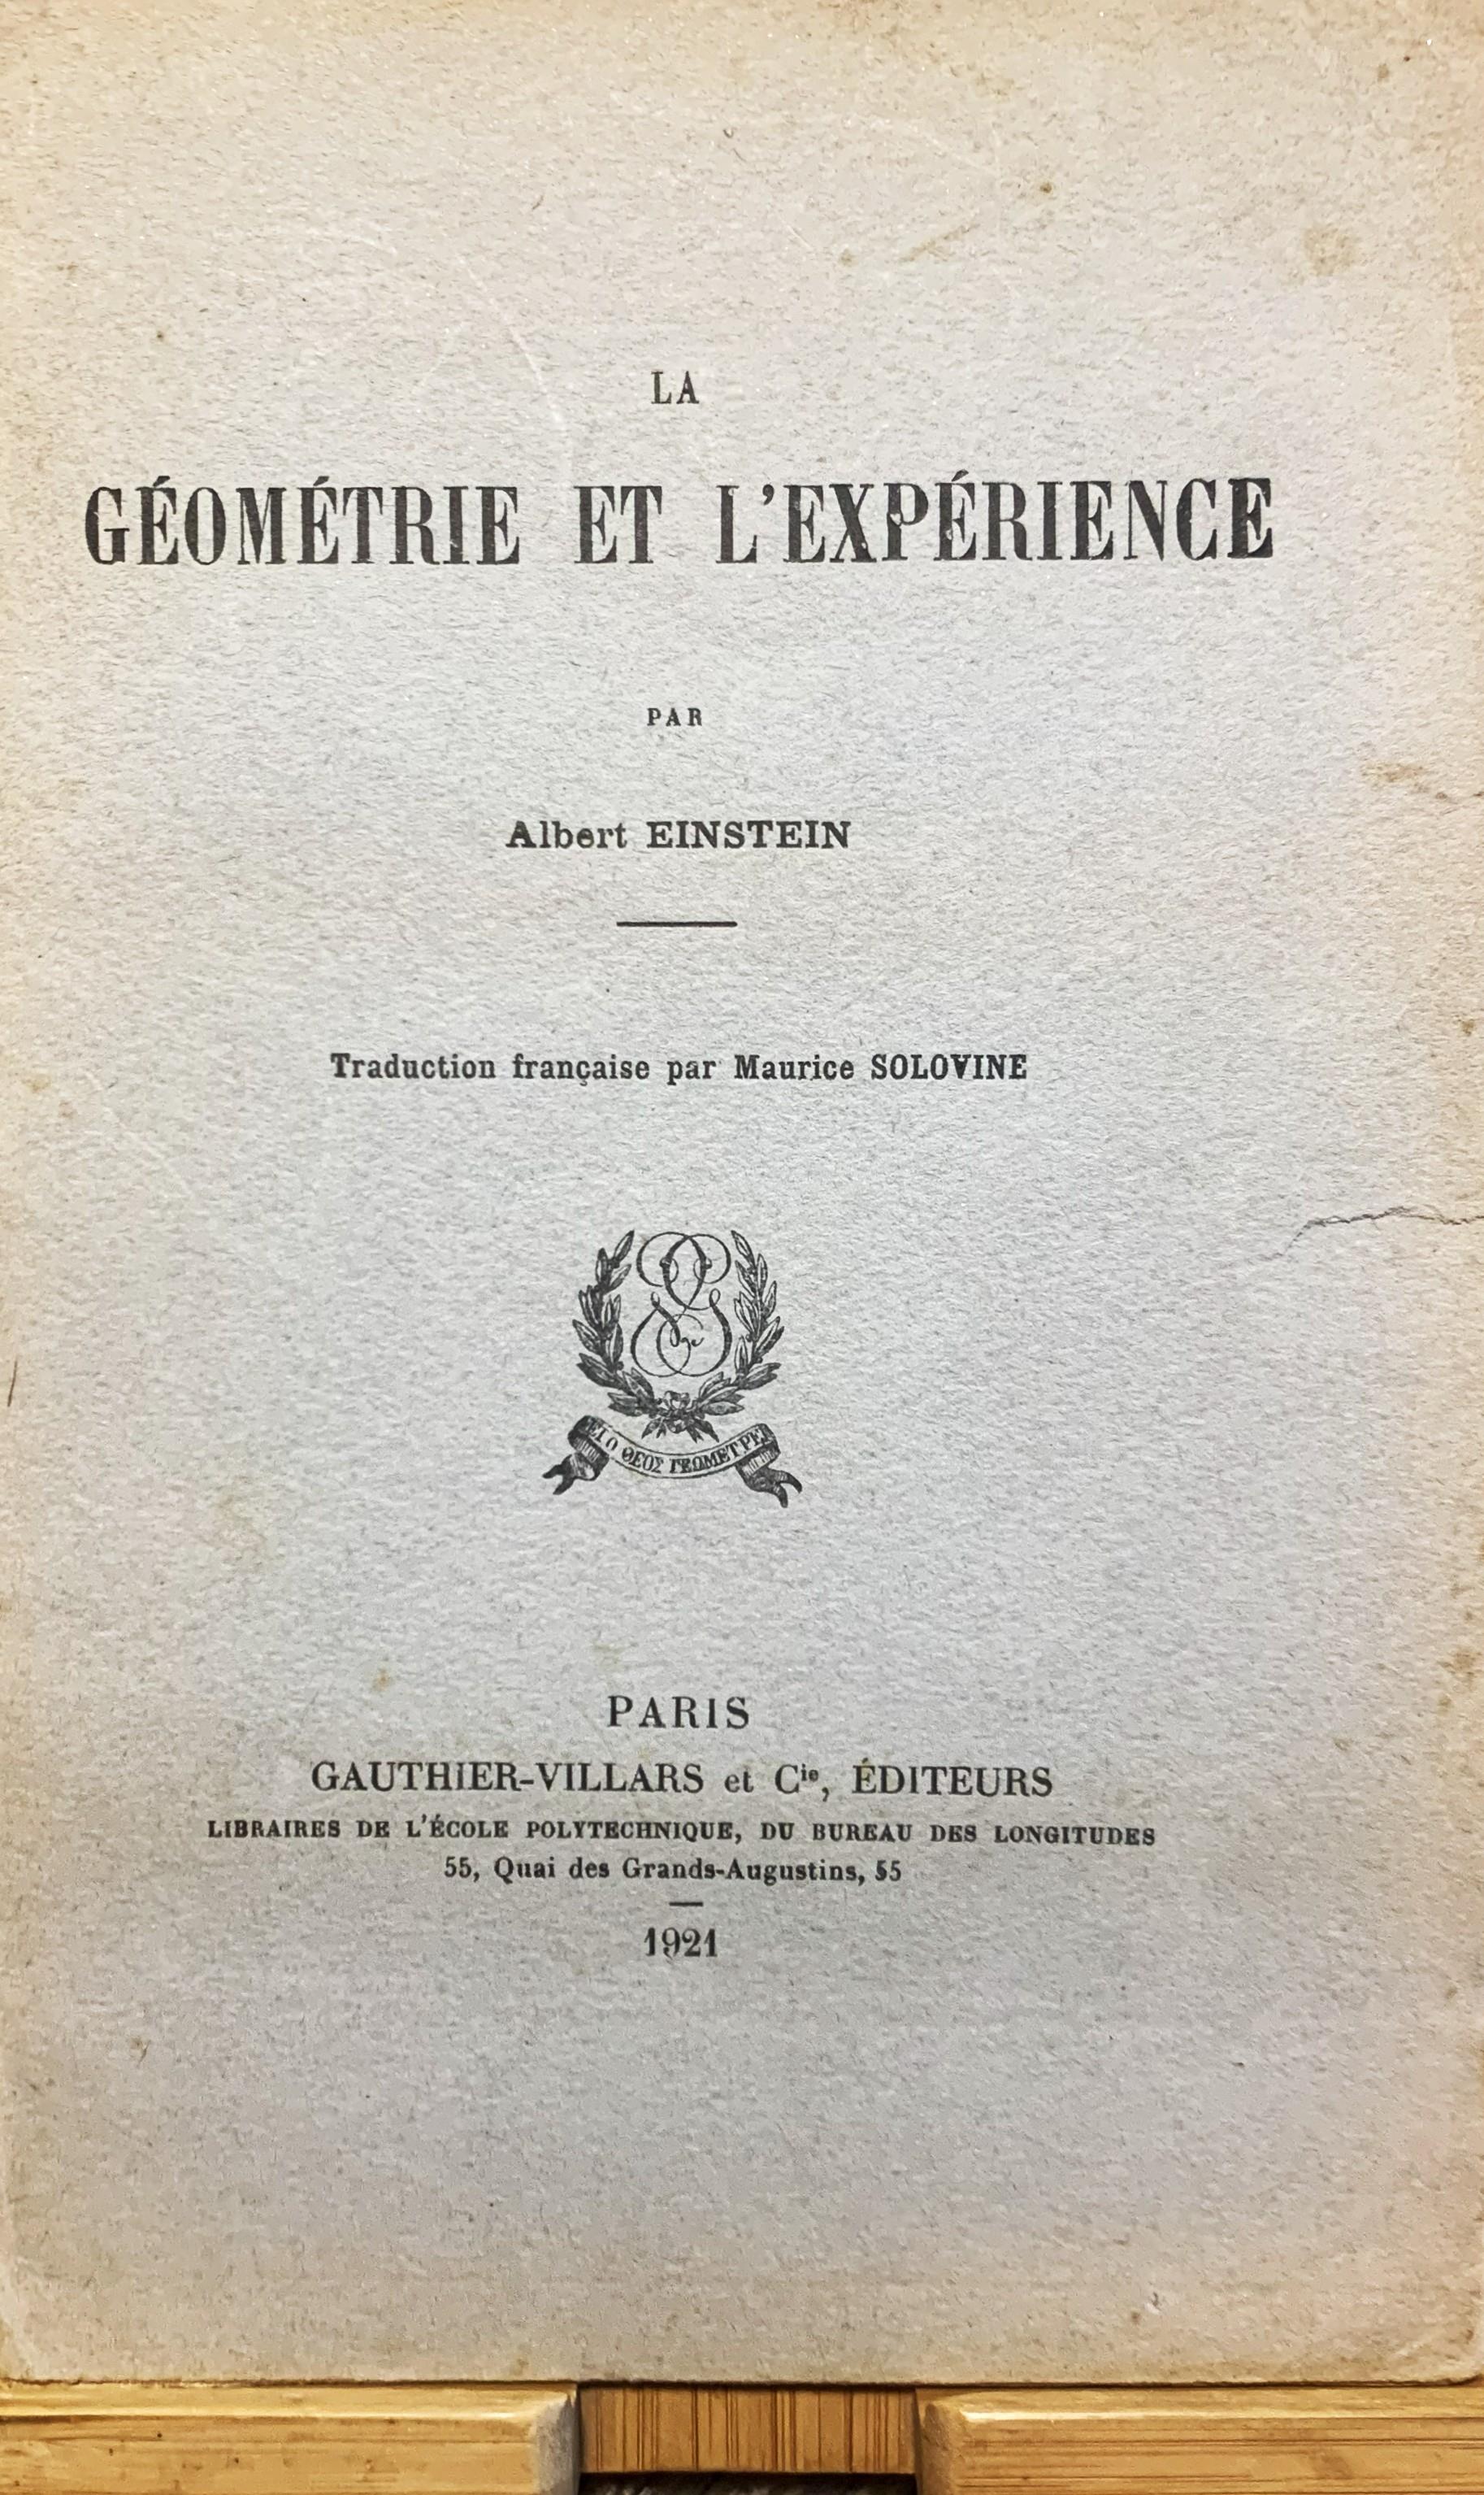 LA
GÉOMÉTRIE ET L'EXPÉRIENCE
PAR
Albert EINSTEIN
Traduction française par Maurice SOLOVINE
Ο ΘΕΟΣ ΓΕΩΜΕΤΡΕΙ
PARIS
GAUTHIER-VILLARS et Cie, ÉDITEURS
LIBRAIRES DE L'ÉCOLE POLYTECHNIQUE, DU BUREAU DES LONGITUDES
55, Quai des Grands-Augustins, 55
1921